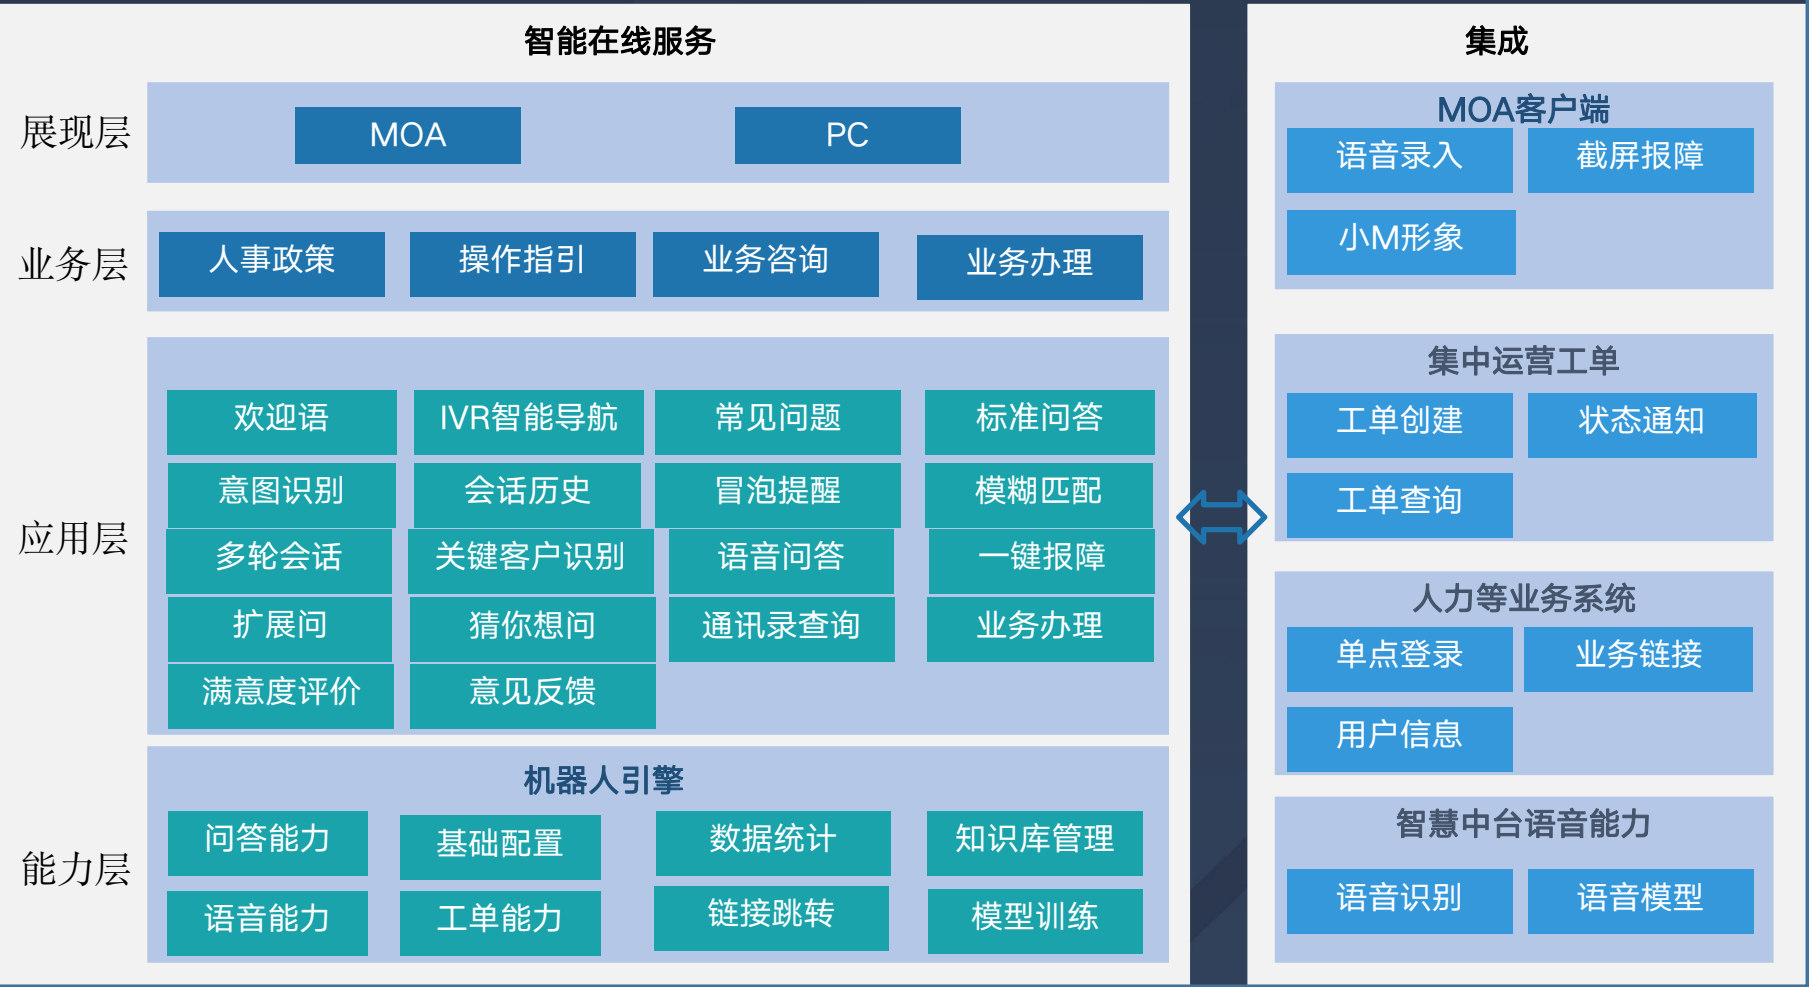 智能在线服务
展现层
MOA
PC
业务层
人事政策
操作指引
业务咨询
业务办理
应用层
欢迎语
IVR智能导航
常见问题
标准问答
意图识别
会话历史
冒泡提醒
模糊匹配
多轮会话
关键客户识别
语音问答
一键报障
扩展问
猜你想问
通讯录查询
业务办理
满意度评价
意见反馈
能力层
机器人引擎
问答能力
基础配置
数据统计
知识库管理
语音能力
工单能力
链接跳转
模型训练
集成
MOA客户端
语音录入
截屏报障
小M形象
集中运营工单
工单创建
状态通知
工单查询
人力等业务系统
单点登录
业务链接
用户信息
智慧中台语音能力
语音识别
语音模型